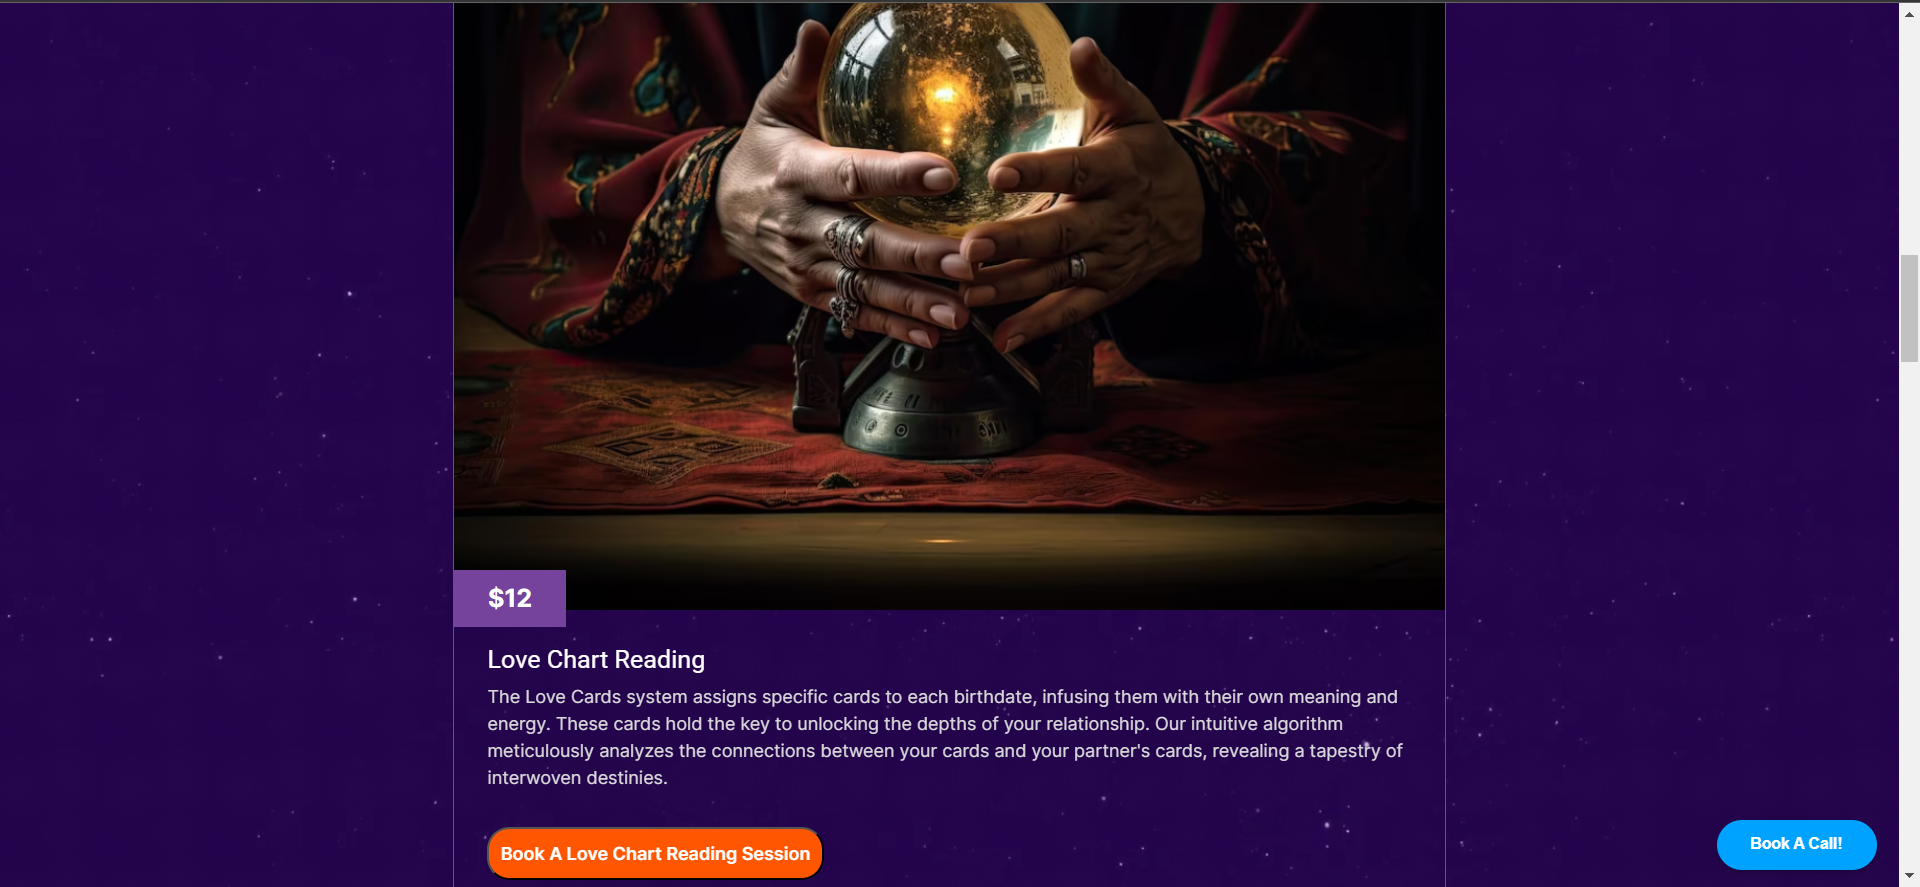 $12
Love Chart Reading
The Love Cards system assigns specific cards to each birthdate, infusing them with their own meaning and
energy. These cards hold the key to unlocking the depths of your relationship. Our intuitive algorithm
meticulously analyzes the connections between your cards and your partner's cards, revealing a tapestry of
interwoven destinies.
Book A Love Chart Reading Session
Book A Call!